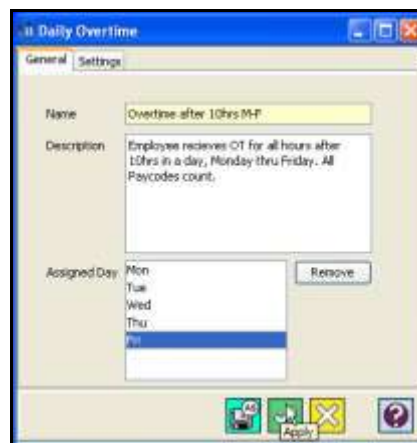 Daily Overtime
General Settings
Name Overtime after 10hrs M-F
Description Employee recieves OT for all hours after
10hrs in a day, Monday thru Friday. All
Paycodes count.
Assigned Day Mon Remove
Tue
Wed
Thu
Fri
AS
?
Apply